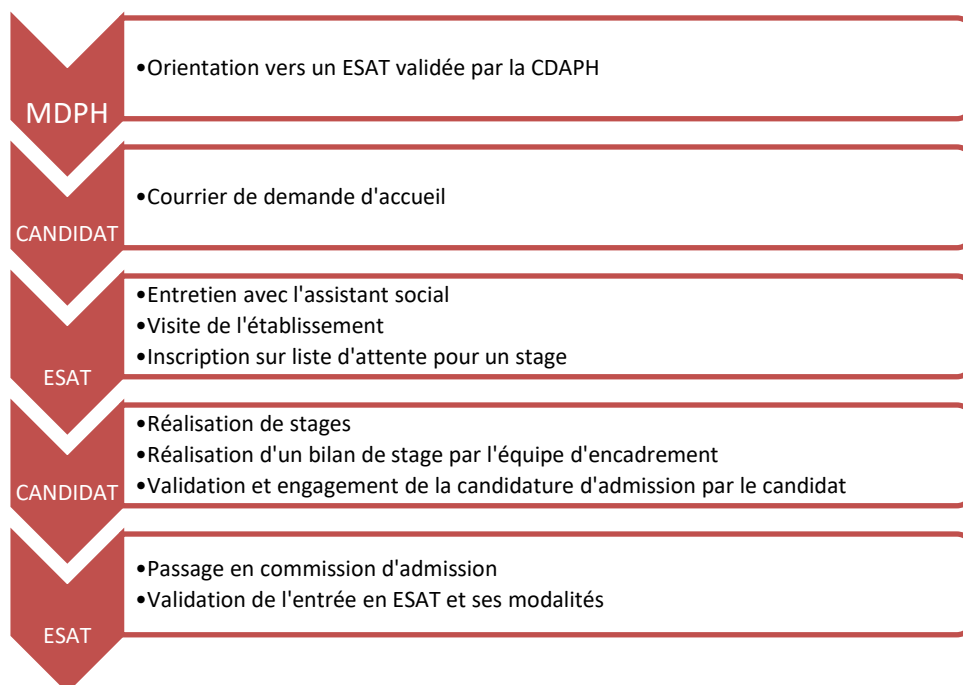 MDPH
•Orientation vers un ESAT validée par la CDAPH
CANDIDAT
•Courrier de demande d'accueil
ESAT
•Entretien avec l'assistant social
•Visite de l'établissement
•Inscription sur liste d'attente pour un stage
CANDIDAT
•Réalisation de stages
•Réalisation d'un bilan de stage par l'équipe d'encadrement
•Validation et engagement de la candidature d'admission par le candidat
ESAT
•Passage en commission d'admission
•Validation de l'entrée en ESAT et ses modalités